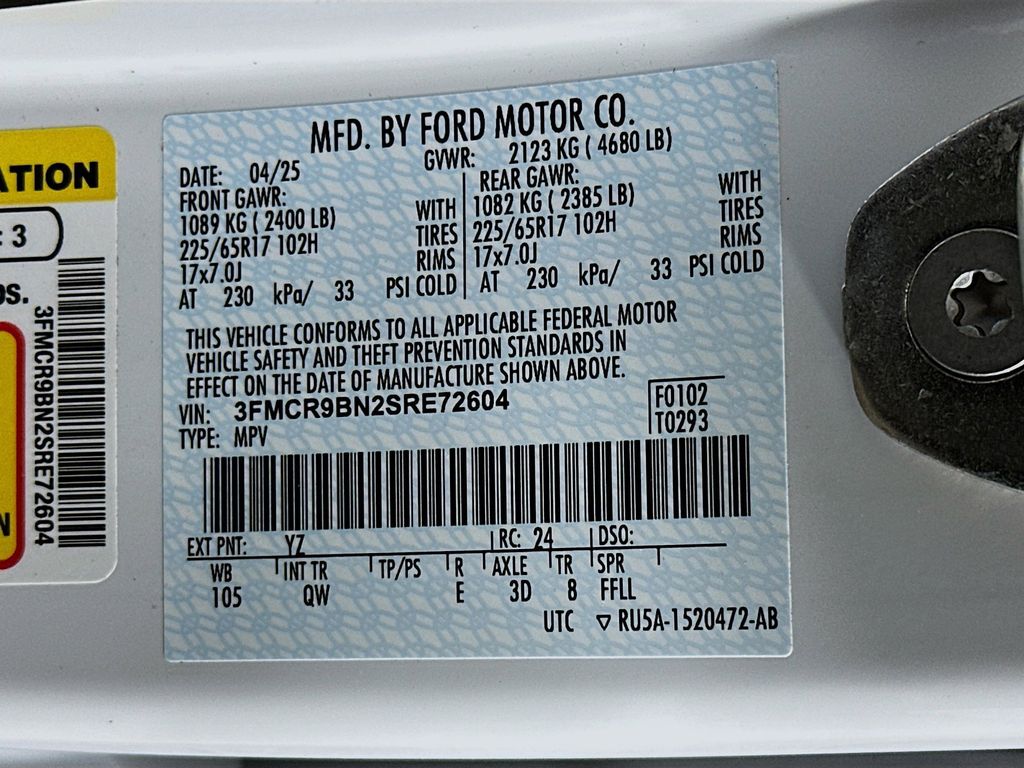 MFD. BY FORD MOTOR CO.
DATE: 04/25 GVWR: 2123 KG ( 4680 LB)
FRONT GAWR: REAR GAWR:
1089 KG ( 2400 LB) WITH 1082 KG ( 2385 LB) WITH
225/65R17 102H TIRES 225/65R17 102H TIRES
17x7.0J RIMS 17x7.0J RIMS
AT 230 kPa/ 33 PSI COLD AT 230 kPa/ 33 PSI COLD
THIS VEHICLE CONFORMS TO ALL APPLICABLE FEDERAL MOTOR
VEHICLE SAFETY AND THEFT PREVENTION STANDARDS IN
EFFECT ON THE DATE OF MANUFACTURE SHOWN ABOVE.
VIN: 3FMCR9BN2SRE72604 F0102
TYPE: MPV T0293
EXT PNT: YZ RC: 24 DSO:
WB INT TR TP/PS R AXLE TR SPR
105 QW E 3D 8 FFLL
UTC ▽ RU5A-1520472-AB
ATION
: 3
OS.
3FMCR9BN2SRE72604
N